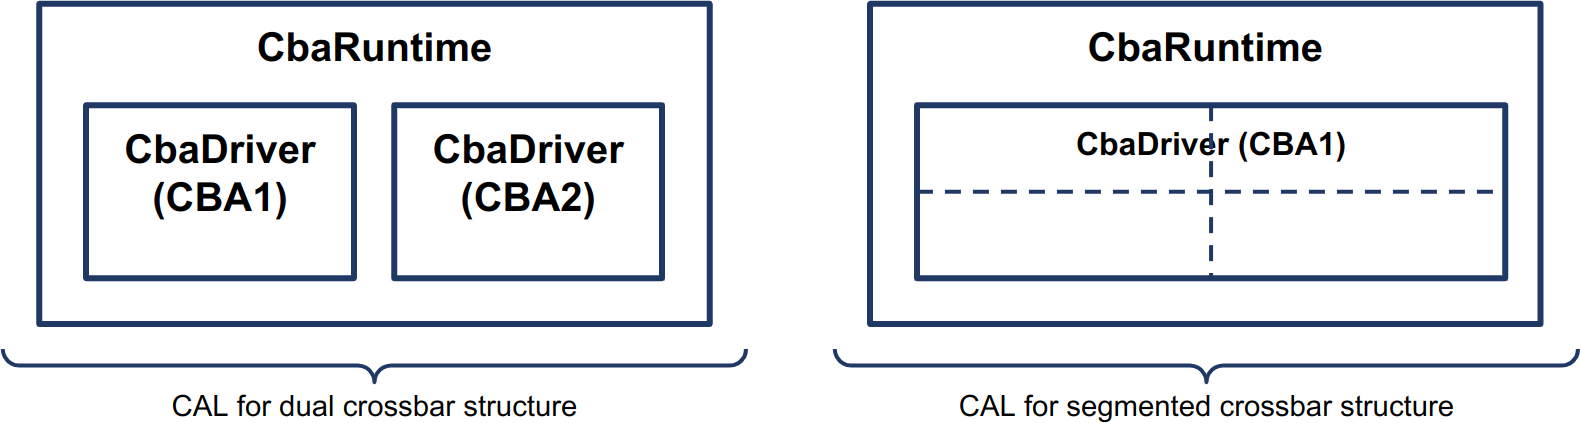 CbaRuntime
CbaDriver
(CBA1)
CbaDriver
(CBA2)
CAL for dual crossbar structure
CbaRuntime
CbaDriver (CBA1)
CAL for segmented crossbar structure